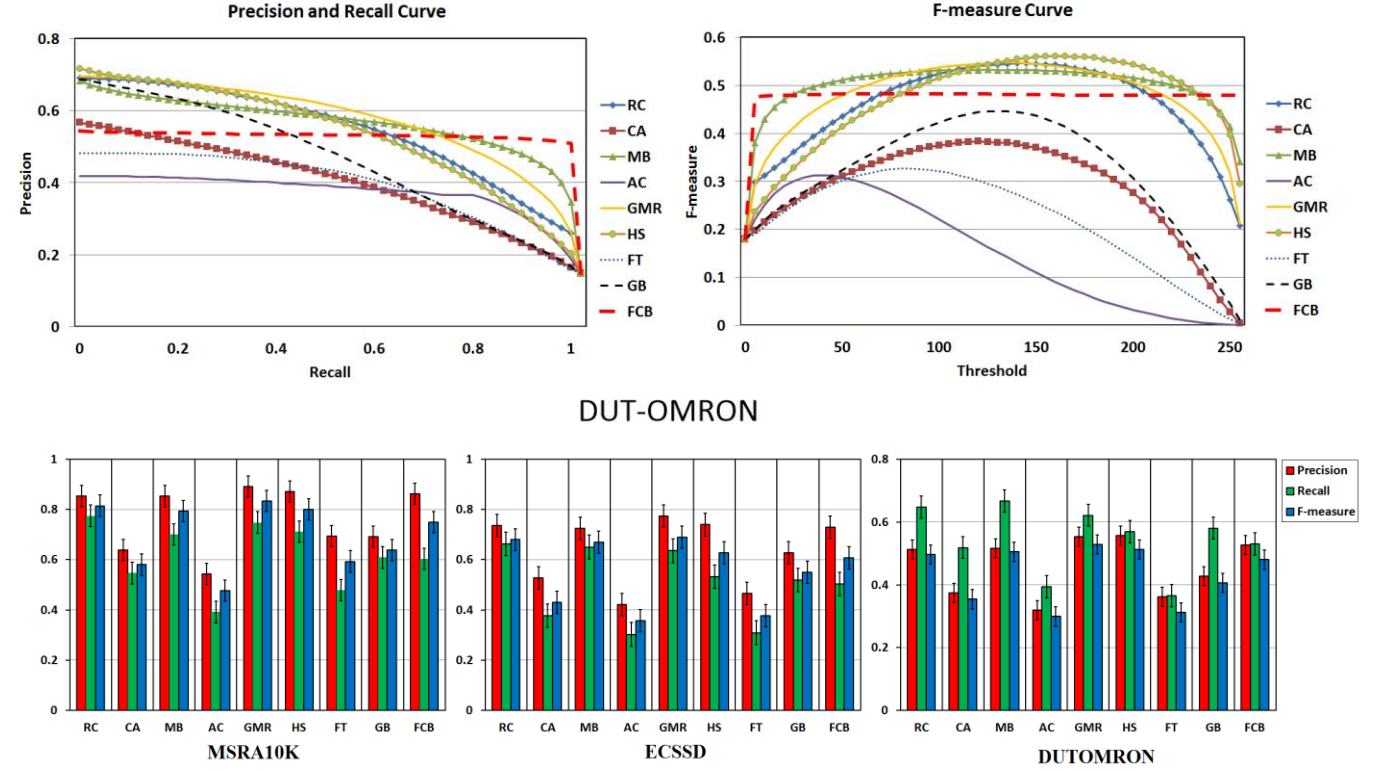 Precision and Recall Curve
0.8
0.6
0.4
0.2
0
Precision
0 0.2 0.4 0.6 0.8 1
Recall
RC
CA
MB
AC
GMR
HS
FT
GB
FCB
F-measure Curve
0.6
0.5
0.4
0.3
0.2
0.1
0
F-measure
0 50 100 150 200 250
Threshold
RC
CA
MB
AC
GMR
HS
FT
GB
FCB
DUT-OMRON
1
0.8
0.6
0.4
0.2
0
RC CA MB AC GMR HS FT GB FCB
MSRA10K
1
0.8
0.6
0.4
0.2
0
RC CA MB AC GMR HS FT GB FCB
ECSSD
0.8
0.6
0.4
0.2
0
RC CA MB AC GMR HS FT GB FCB
DUTOMRON
Precision
Recall
F-measure